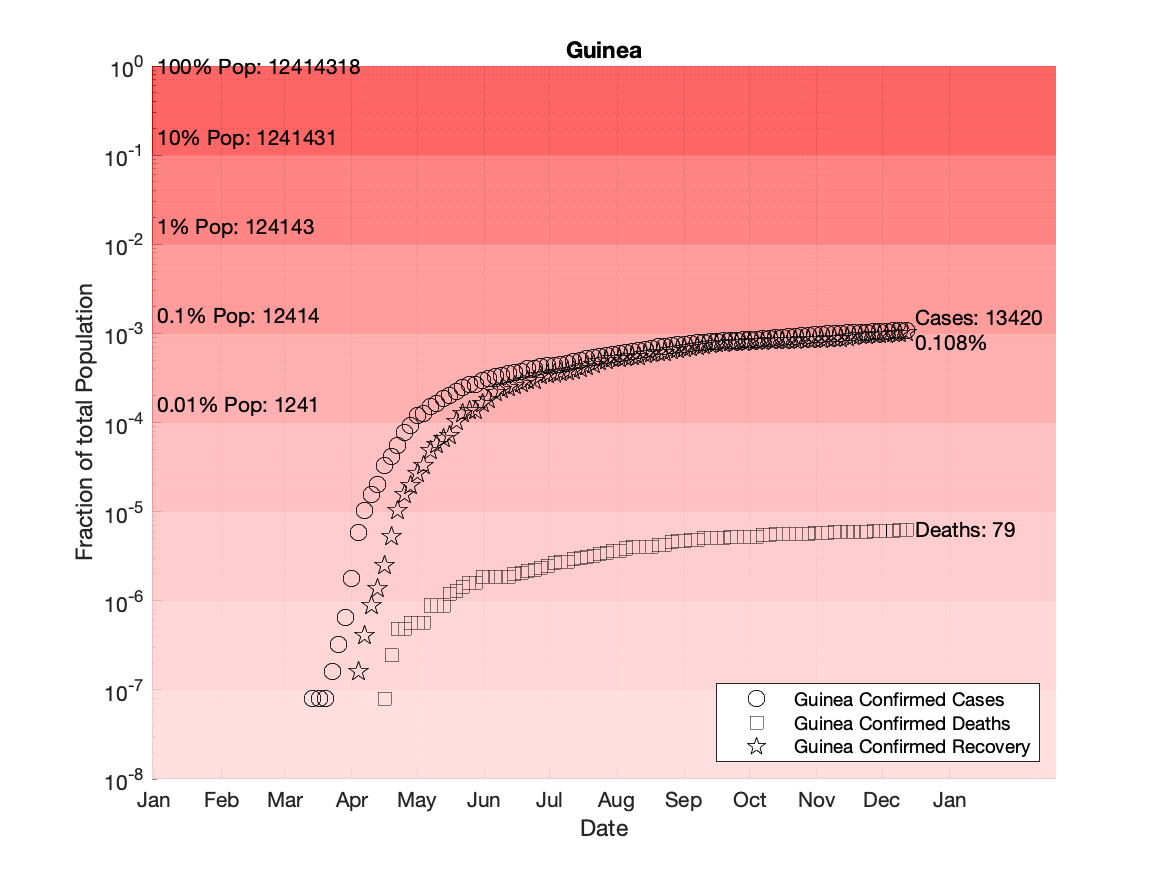 Guinea
10^0
100% Pop: 12414318
10% Pop: 1241431
10^-1
1% Pop: 124143
10^-2
0.1% Pop: 12414
10^-3
Cases: 13420
0.108%
0.01% Pop: 1241
10^-4
10^-5
Deaths: 79
10^-6
10^-7
10^-8
Fraction of total Population
Guinea Confirmed Cases
Guinea Confirmed Deaths
Guinea Confirmed Recovery
Jan Feb Mar Apr May Jun Jul Aug Sep Oct Nov Dec Jan
Date